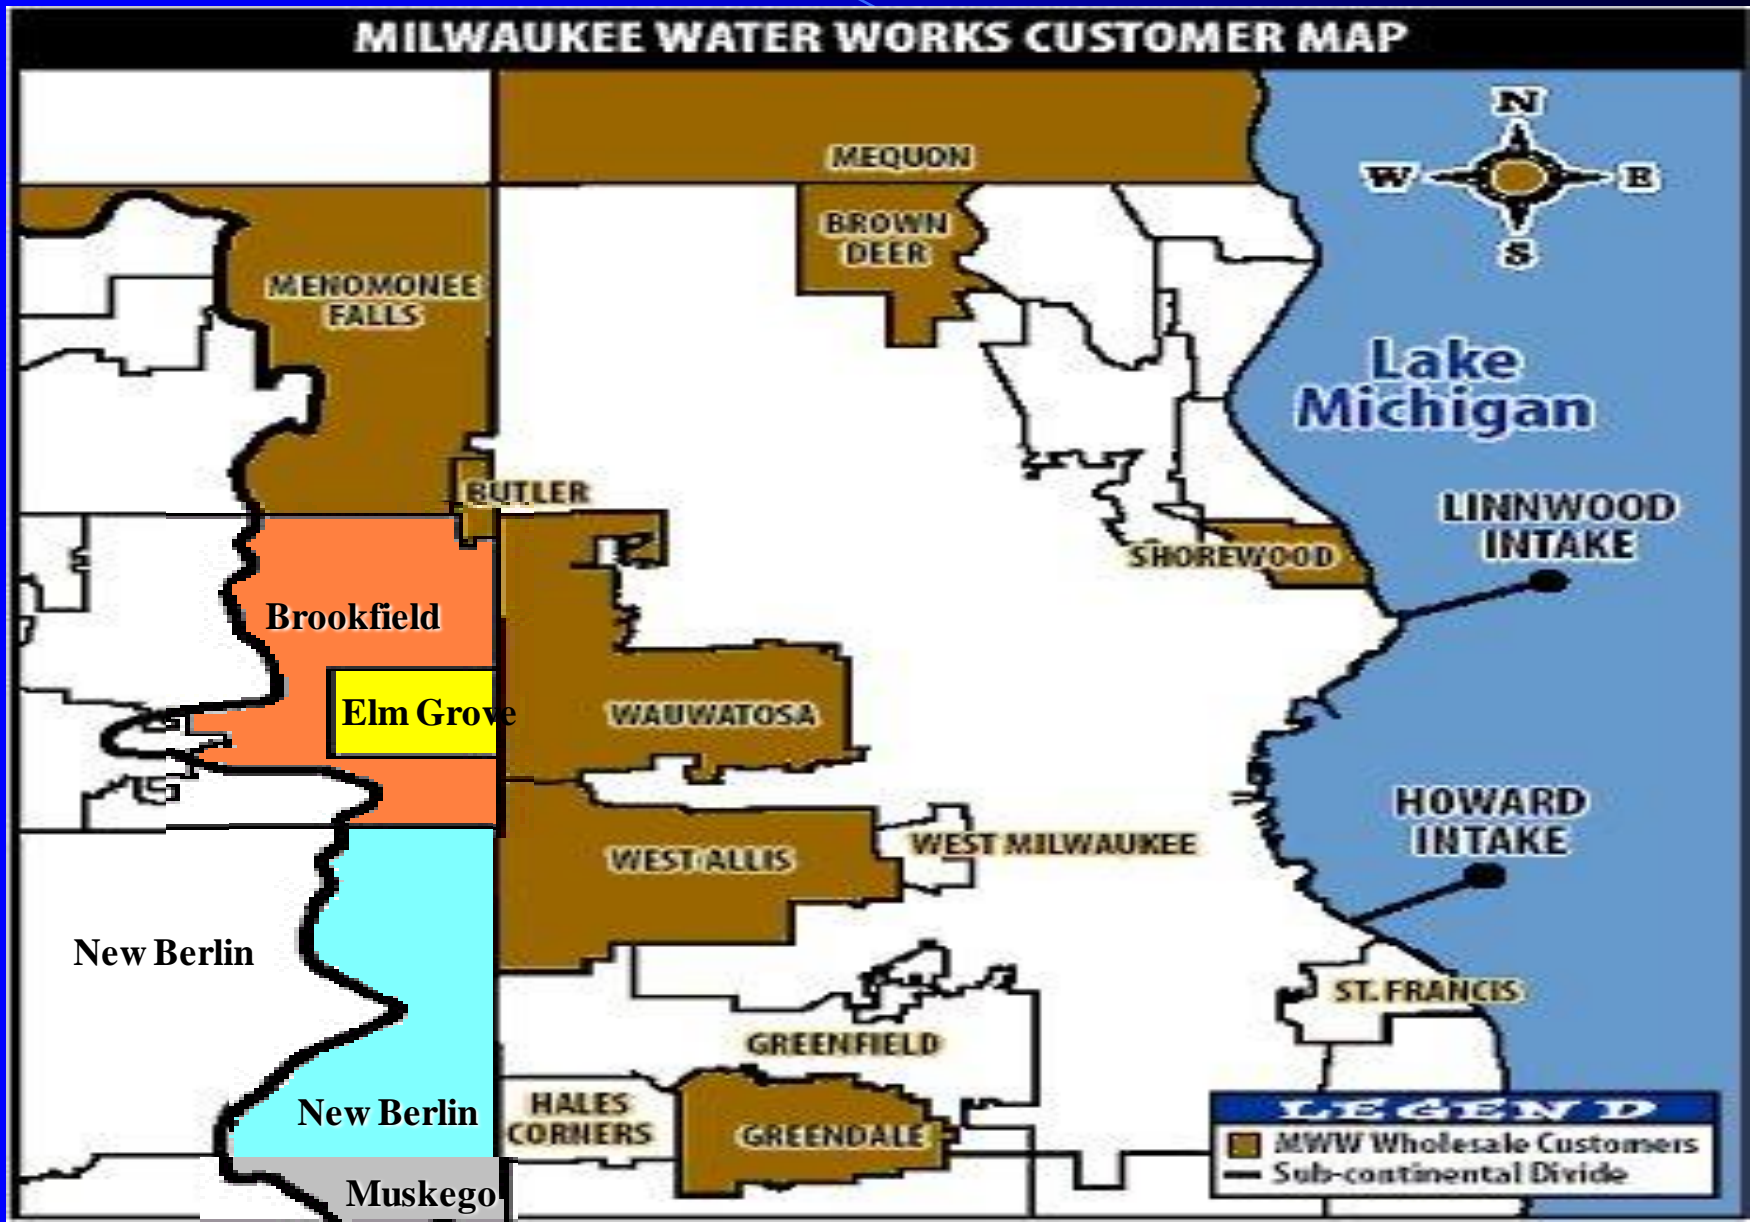 MILWAUKEE WATER WORKS CUSTOMER MAP
N
MEQUON
W
E
BROWN
DEER
S
MENOMONEE
FALLS
Lake
Michigan
BUTLER
LINNWOOD
INTAKE
SHOREWOOD
Brookfield
Elm Grove
WAUWATOSA
HOWARD
INTAKE
WEST ALLIS
WEST MILWAUKEE
New Berlin
ST. FRANCIS
GREENFIELD
New Berlin
HALES
CORNERS
GREENDALE
LEGEND
MWW Wholesale Customers
Sub-continental Divide
Muskego